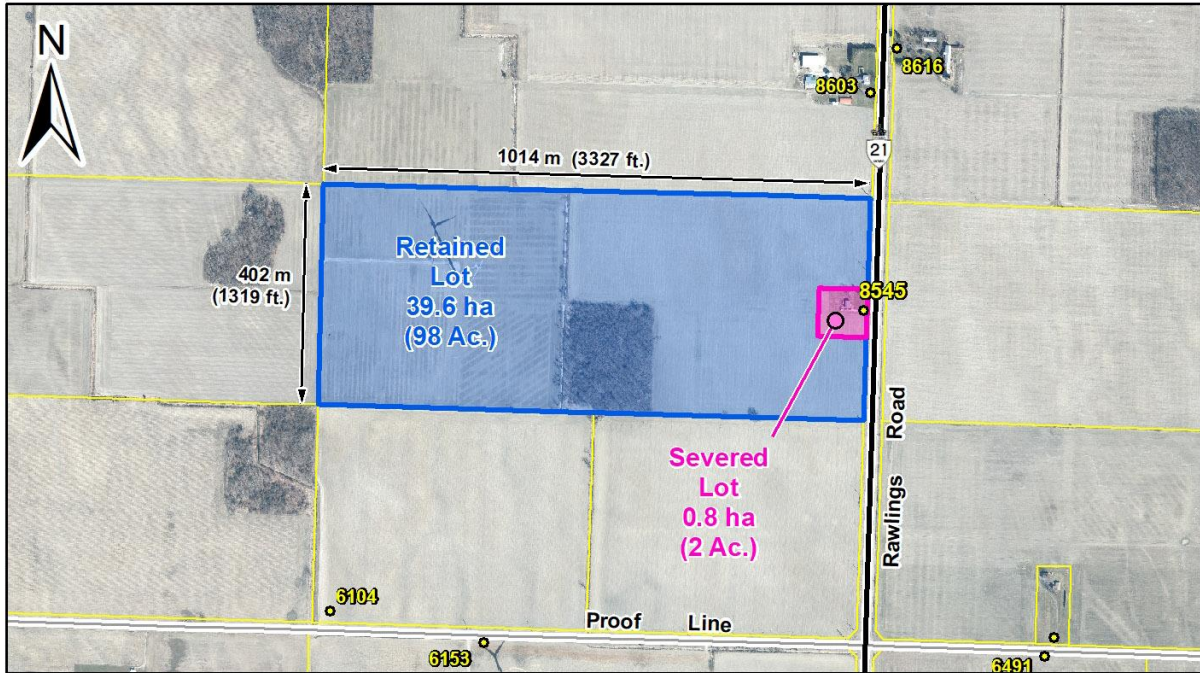 N
8616
8603
21
1014 m (3327 ft.)
Retained
Lot
39.6 ha
(98 Ac.)
402 m
(1319 ft.)
8545
Severed
Lot
0.8 ha
(2 Ac.)
Rawlings Road
6104
Proof Line
6153
6491